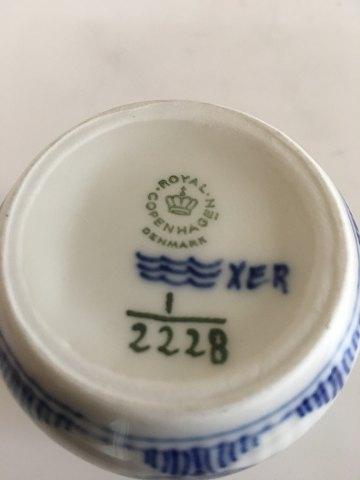 ROYAL
COPENHAGEN
DENMARK
XER
1
2228